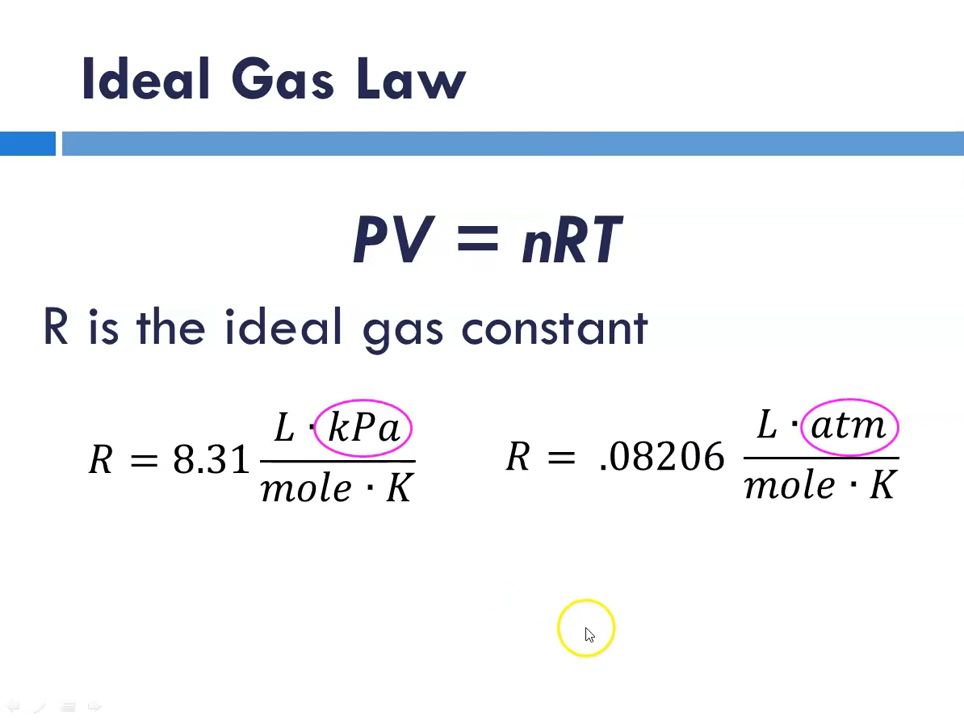 Ideal Gas Law
PV = nRT
R is the ideal gas constant
R = 8.31 L · kPa / mole · K
R = .08206 L · atm / mole · K